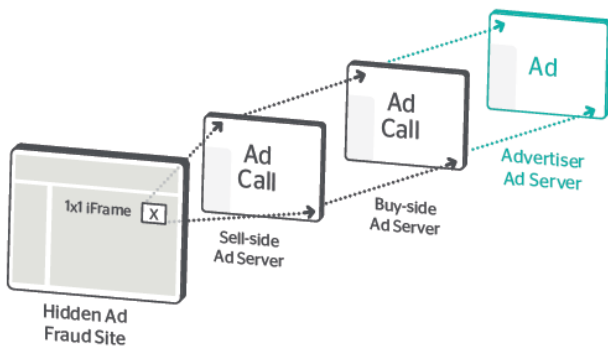 1x1 iFrame
X
Hidden Ad
Fraud Site
Ad
Call
Sell-side
Ad Server
Ad
Call
Buy-side
Ad Server
Ad
Advertiser
Ad Server